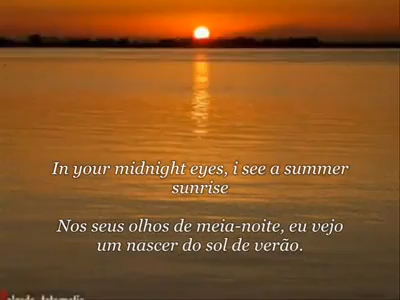 In your midnight eyes, i see a summer
sunrise
Nos seus olhos de meia-noite, eu vejo
um nascer do sol de verão.